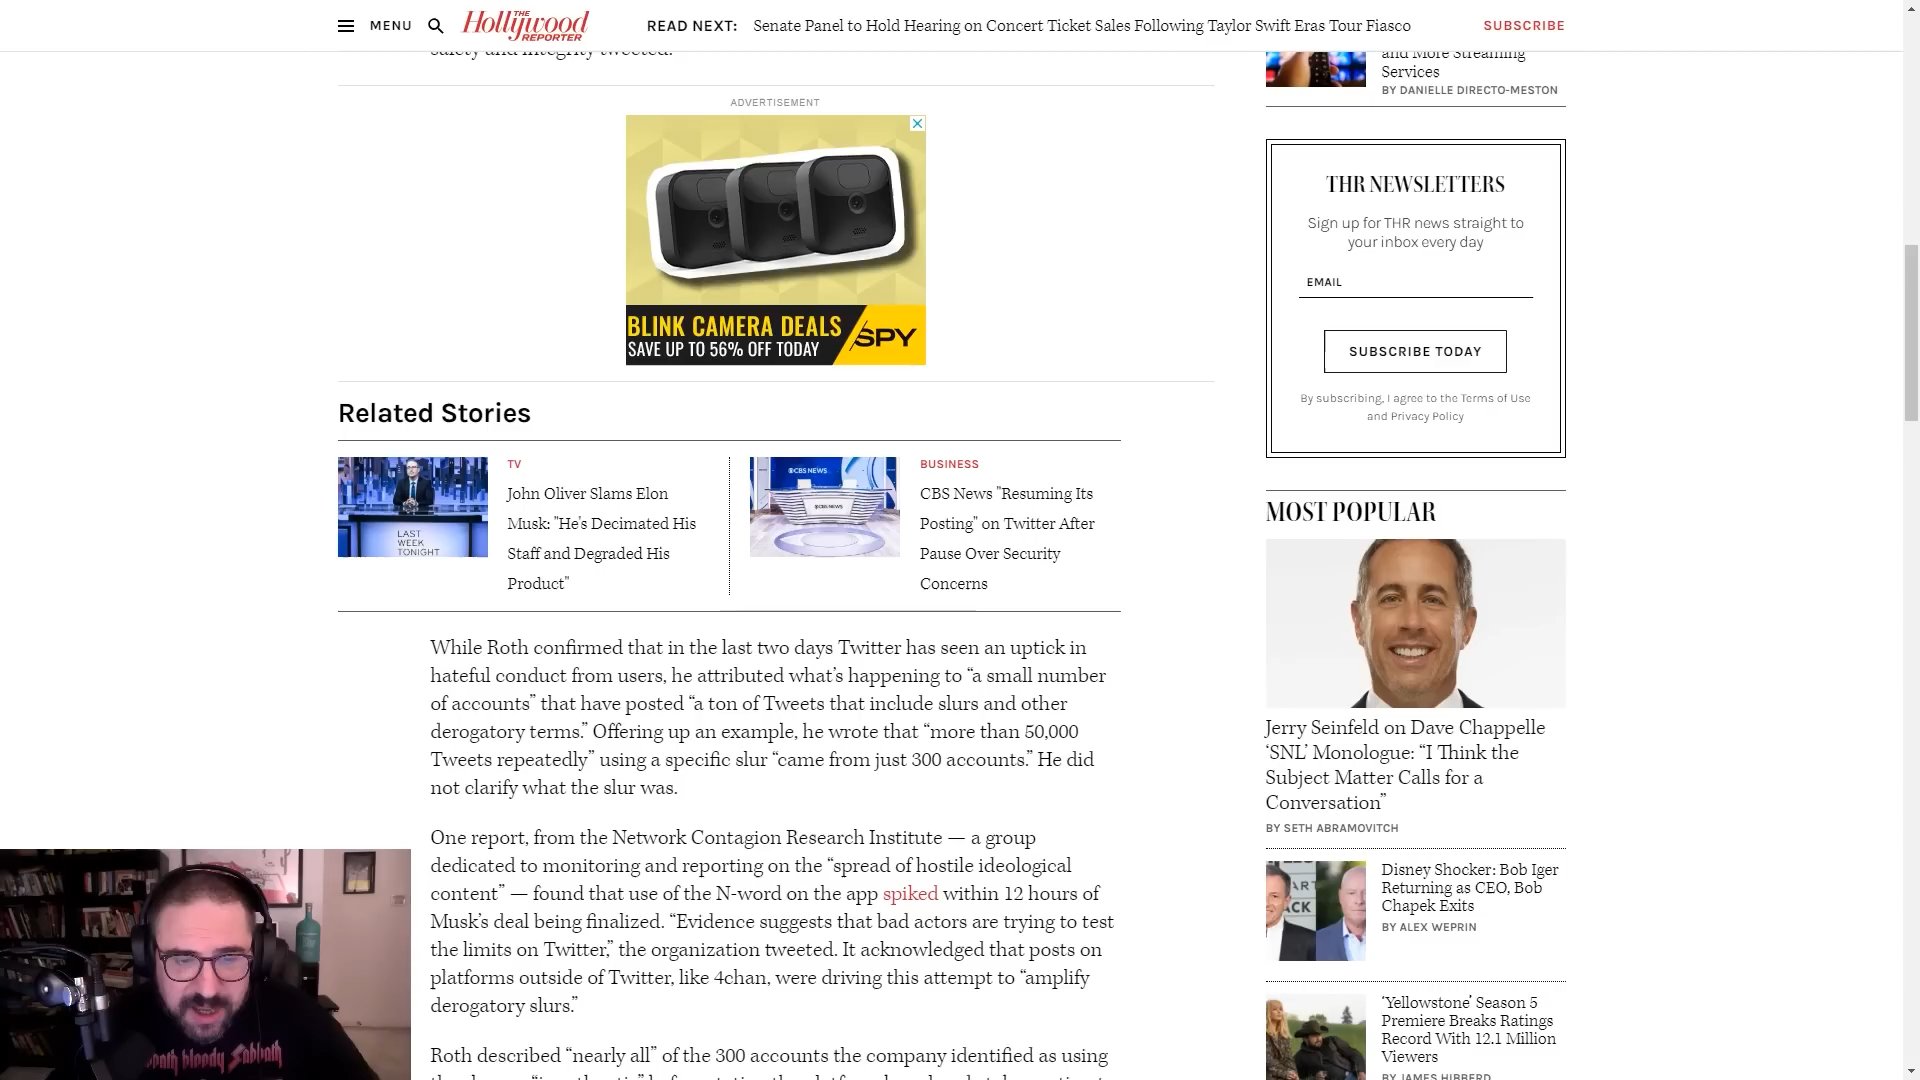 MENU
THE
Hollywood
REPORTER
READ NEXT:
Senate Panel to Hold Hearing on Concert Ticket Sales Following Taylor Swift Eras Tour Fiasco
SUBSCRIBE
safety and integrity tweeted.
ADVERTISEMENT
BLINK CAMERA DEALS
SAVE UP TO 56% OFF TODAY
SPY
Related Stories
LAST
WEEK
TONIGHT
TV
John Oliver Slams Elon
Musk: "He's Decimated His
Staff and Degraded His
Product"
CBS NEWS
CBS NEWS
BUSINESS
CBS News "Resuming Its
Posting" on Twitter After
Pause Over Security
Concerns
While Roth confirmed that in the last two days Twitter has seen an uptick in
hateful conduct from users, he attributed what’s happening to “a small number
of accounts” that have posted “a ton of Tweets that include slurs and other
derogatory terms.” Offering up an example, he wrote that “more than 50,000
Tweets repeatedly” using a specific slur “came from just 300 accounts.” He did
not clarify what the slur was.
One report, from the Network Contagion Research Institute — a group
dedicated to monitoring and reporting on the “spread of hostile ideological
content” — found that use of the N-word on the app spiked within 12 hours of
Musk’s deal being finalized. “Evidence suggests that bad actors are trying to test
the limits on Twitter,” the organization tweeted. It acknowledged that posts on
platforms outside of Twitter, like 4chan, were driving this attempt to “amplify
derogatory slurs.”
Roth described “nearly all” of the 300 accounts the company identified as using
bloody Sabbath
and More Streaming
Services
BY DANIELLE DIRECTO-MESTON
THR NEWSLETTERS
Sign up for THR news straight to
your inbox every day
EMAIL
SUBSCRIBE TODAY
By subscribing, I agree to the Terms of Use
and Privacy Policy
MOST POPULAR
Jerry Seinfeld on Dave Chappelle
‘SNL’ Monologue: “I Think the
Subject Matter Calls for a
Conversation”
BY SETH ABRAMOVITCH
Disney Shocker: Bob Iger
Returning as CEO, Bob
Chapek Exits
BY ALEX WEPRIN
‘Yellowstone’ Season 5
Premiere Breaks Ratings
Record With 12.1 Million
Viewers
BY JAMES HIBBERD